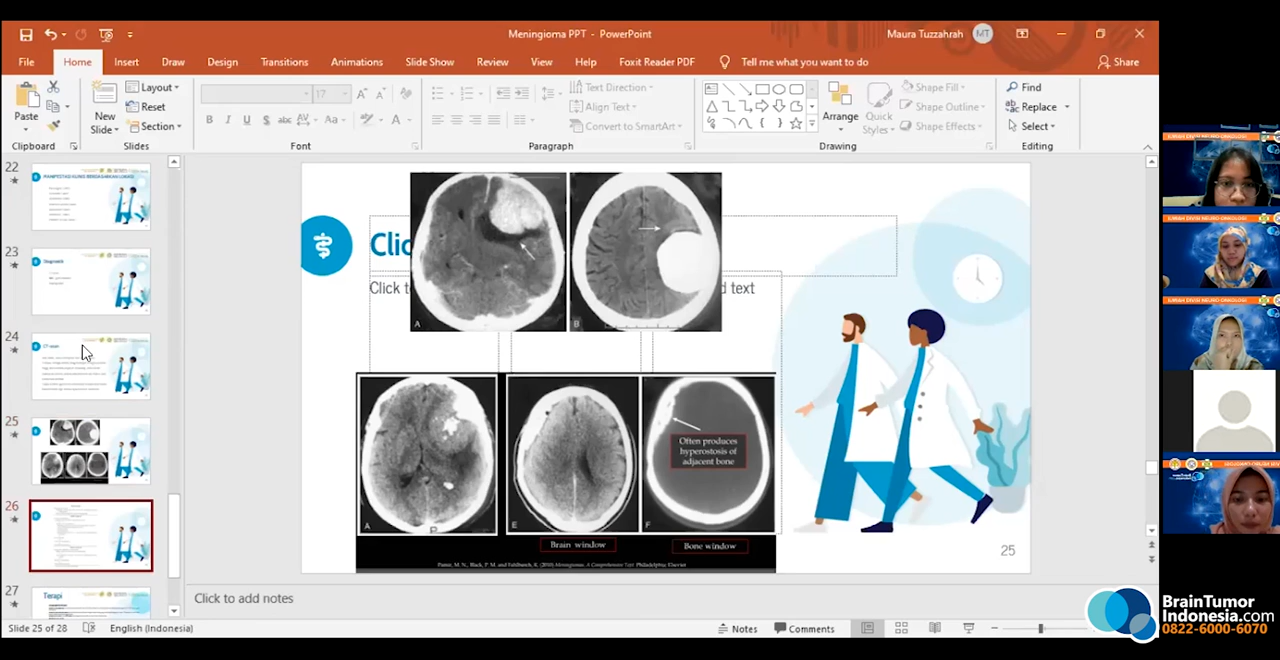 Meningioma PPT - PowerPoint
Maura Tuzzahrah
MT
File Home Insert Draw Design Transitions Animations Slide Show Review View Help Foxit Reader PDF Tell me what you want to do
Share
Paste
Clipboard
New
Slide
Layout
Reset
Section
Slides
17
B I U S abc AV Aa A
Font
Text Direction
Align Text
Convert to SmartArt
Paragraph
Arrange
Quick
Styles
Shape Fill
Shape Outline
Shape Effects
Drawing
Find
Replace
Select
Editing
22
23
Diagnostik
24
CT-scan
25
26
27
Terapi
Clic
Click t
d text
A
B
A
E
F
Often produces
hyperostosis of
adjacent bone
Brain window
Bone window
25
Click to add notes
Slide 25 of 28
English (Indonesia)
Notes
Comments
BrainTumor
Indonesia.com
0822-6000-6070